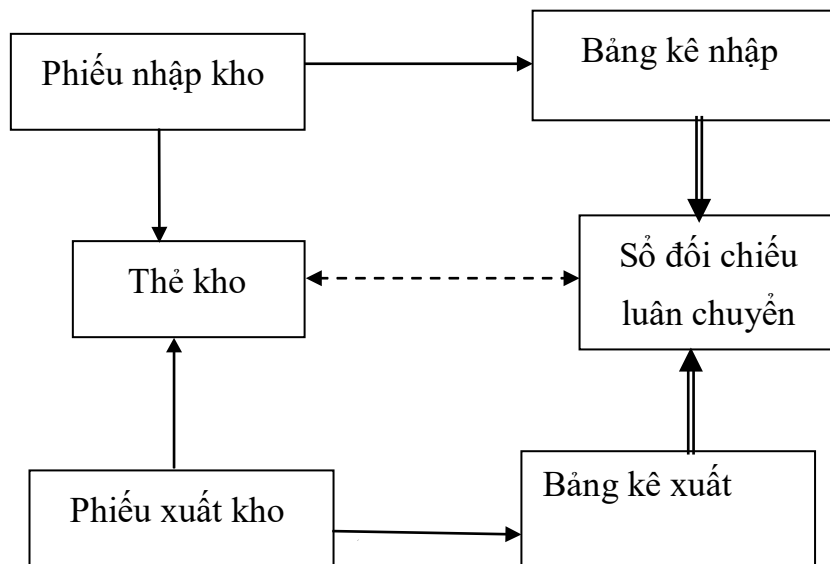 Phiếu nhập kho
Bảng kê nhập
Thẻ kho
Sổ đối chiếu
luân chuyển
Phiếu xuất kho
Bảng kê xuất